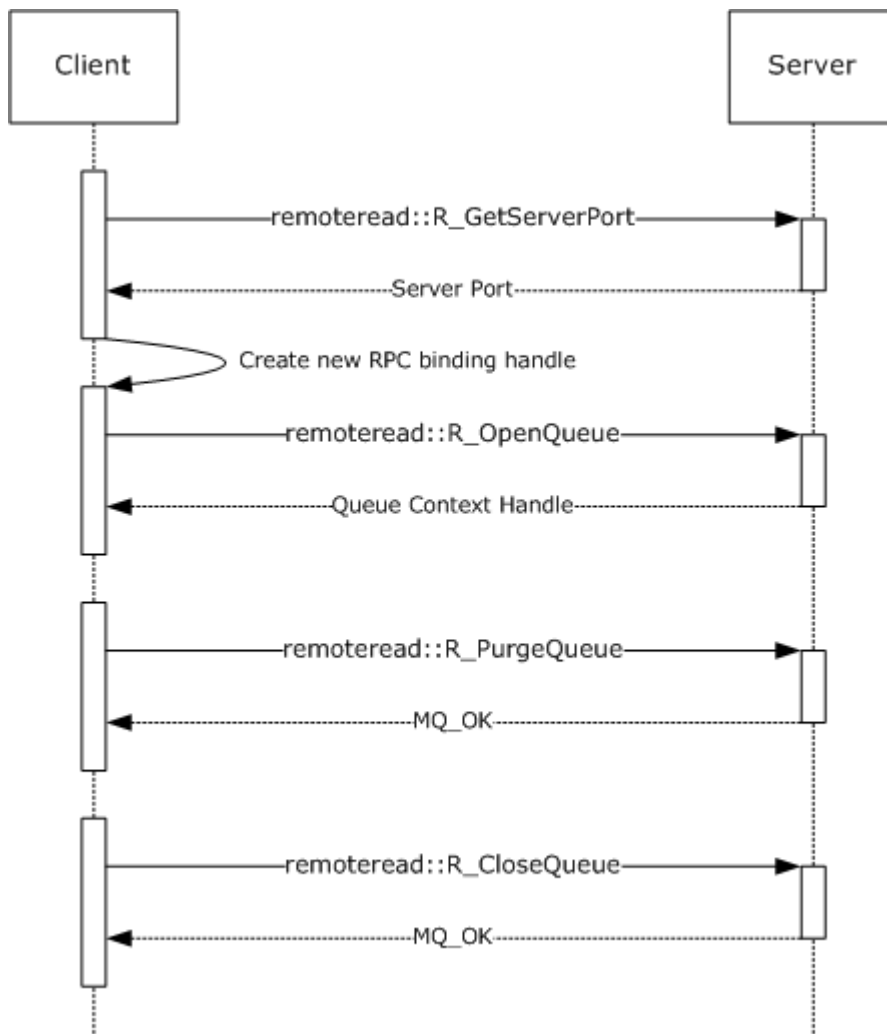 Client
Server
remoteread::R_GetServerPort
Server Port
Create new RPC binding handle
remoteread::R_OpenQueue
Queue Context Handle
remoteread::R_PurgeQueue
MQ_OK
remoteread::R_CloseQueue
MQ_OK